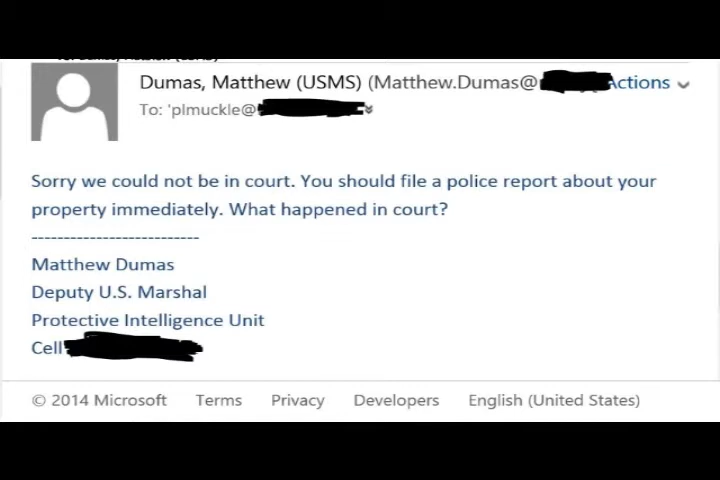 Dumas, Matthew (USMS) (Matthew.Dumas@ Actions
To: 'plmuckle@
Sorry we could not be in court. You should file a police report about your
property immediately. What happened in court?
--------------------------
Matthew Dumas
Deputy U.S. Marshal
Protective Intelligence Unit
Cell
© 2014 Microsoft Terms Privacy Developers English (United States)